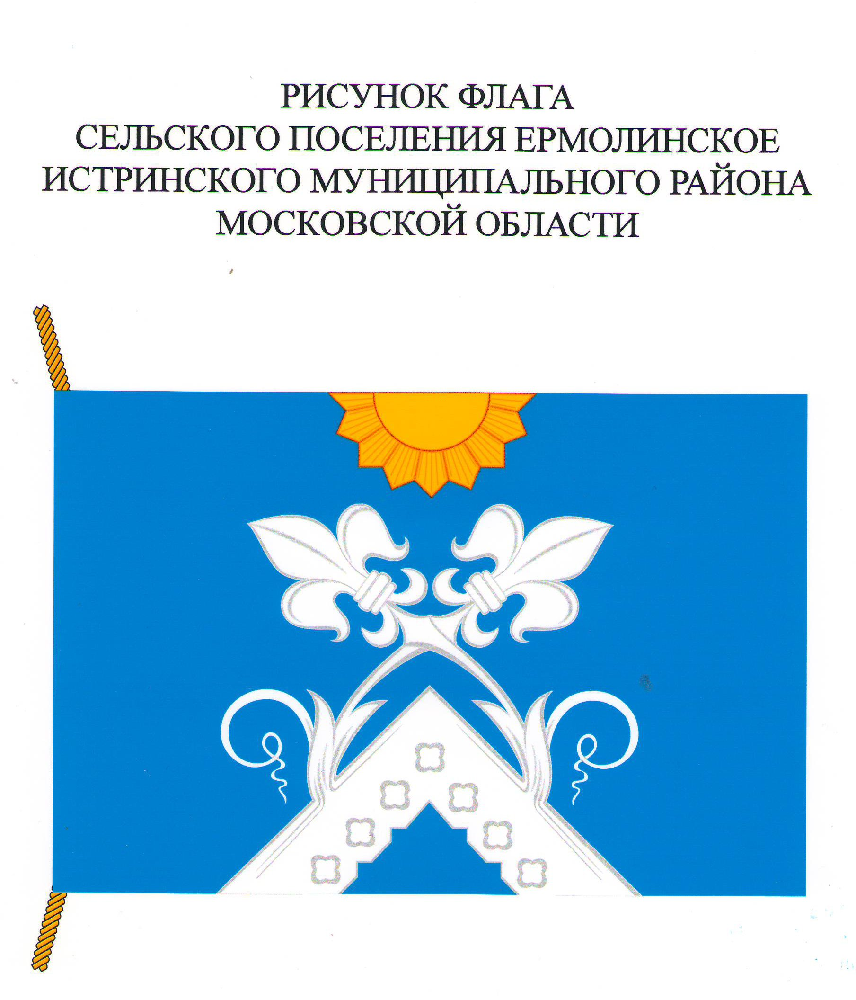 РИСУНОК ФЛАГА
СЕЛЬСКОГО ПОСЕЛЕНИЯ ЕРМОЛИНСКОЕ
ИСТРИНСКОГО МУНИЦИПАЛЬНОГО РАЙОНА
МОСКОВСКОЙ ОБЛАСТИ